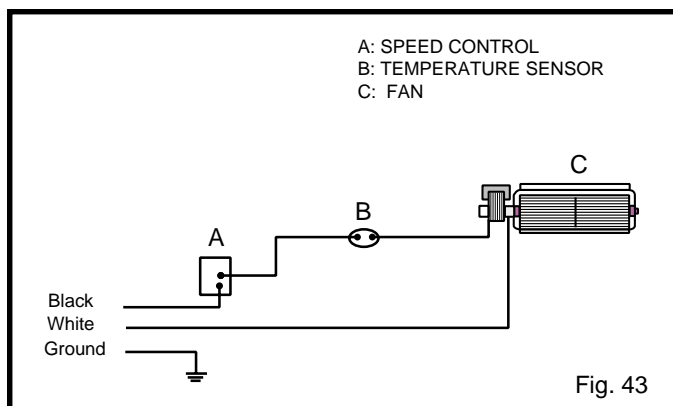 A: SPEED CONTROL
B: TEMPERATURE SENSOR
C: FAN
C
B
A
Black
White
Ground
Fig. 43